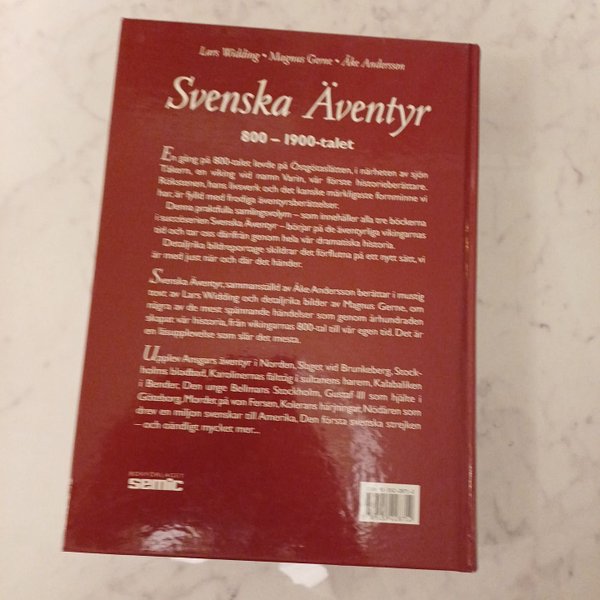 Lars Widding • Magnus Gerne • Åke Andersson
Svenska Äventyr
800 – 1900-talet
En gång på 800-talet levde på Östgötaslätten, i närheten av sjön
Tåkern, en viking vid namn Varin, vår förste historieberättare.
Rökstenen, hans livsverk och det kanske märkligaste fornminne vi
har, är fylld med frodiga äventyrsberättelser.
Denna praktfulla samlingsvolym – som innehåller alla tre böckerna
i succéserien Svenska Äventyr – börjar på de äventyrliga vikingarnas
tid och tar oss därifrån genom hela vår dramatiska historia.
Detaljrika bildreportage skildrar det förflutna på ett nytt sätt, vi
är med just när och där det händer.
Svenska Äventyr, sammanställd av Åke Andersson berättar i mustig
text av Lars Widding och detaljrika bilder av Magnus Gerne, om
några av de mest spännande händelser som genom århundraden
skapat vår historia, från vikingarnas 800-tal till vår egen tid. Det är
en läsupplevelse som slår det mesta.
Upplev Ansgars äventyr i Norden, Slaget vid Brunkeberg, Stock-
holms blodbad, Karolinernas fälttåg i sultanens harem, Kalabaliken
i Bender, Den unge Bellmans Stockholm, Gustaf III som hjälte i
Göteborg, Mordet på von Fersen, Kolerans härjningar, Nödåren som
drev en miljon svenskar till Amerika, Den första svenska strejken
– och oändligt mycket mer...
semic